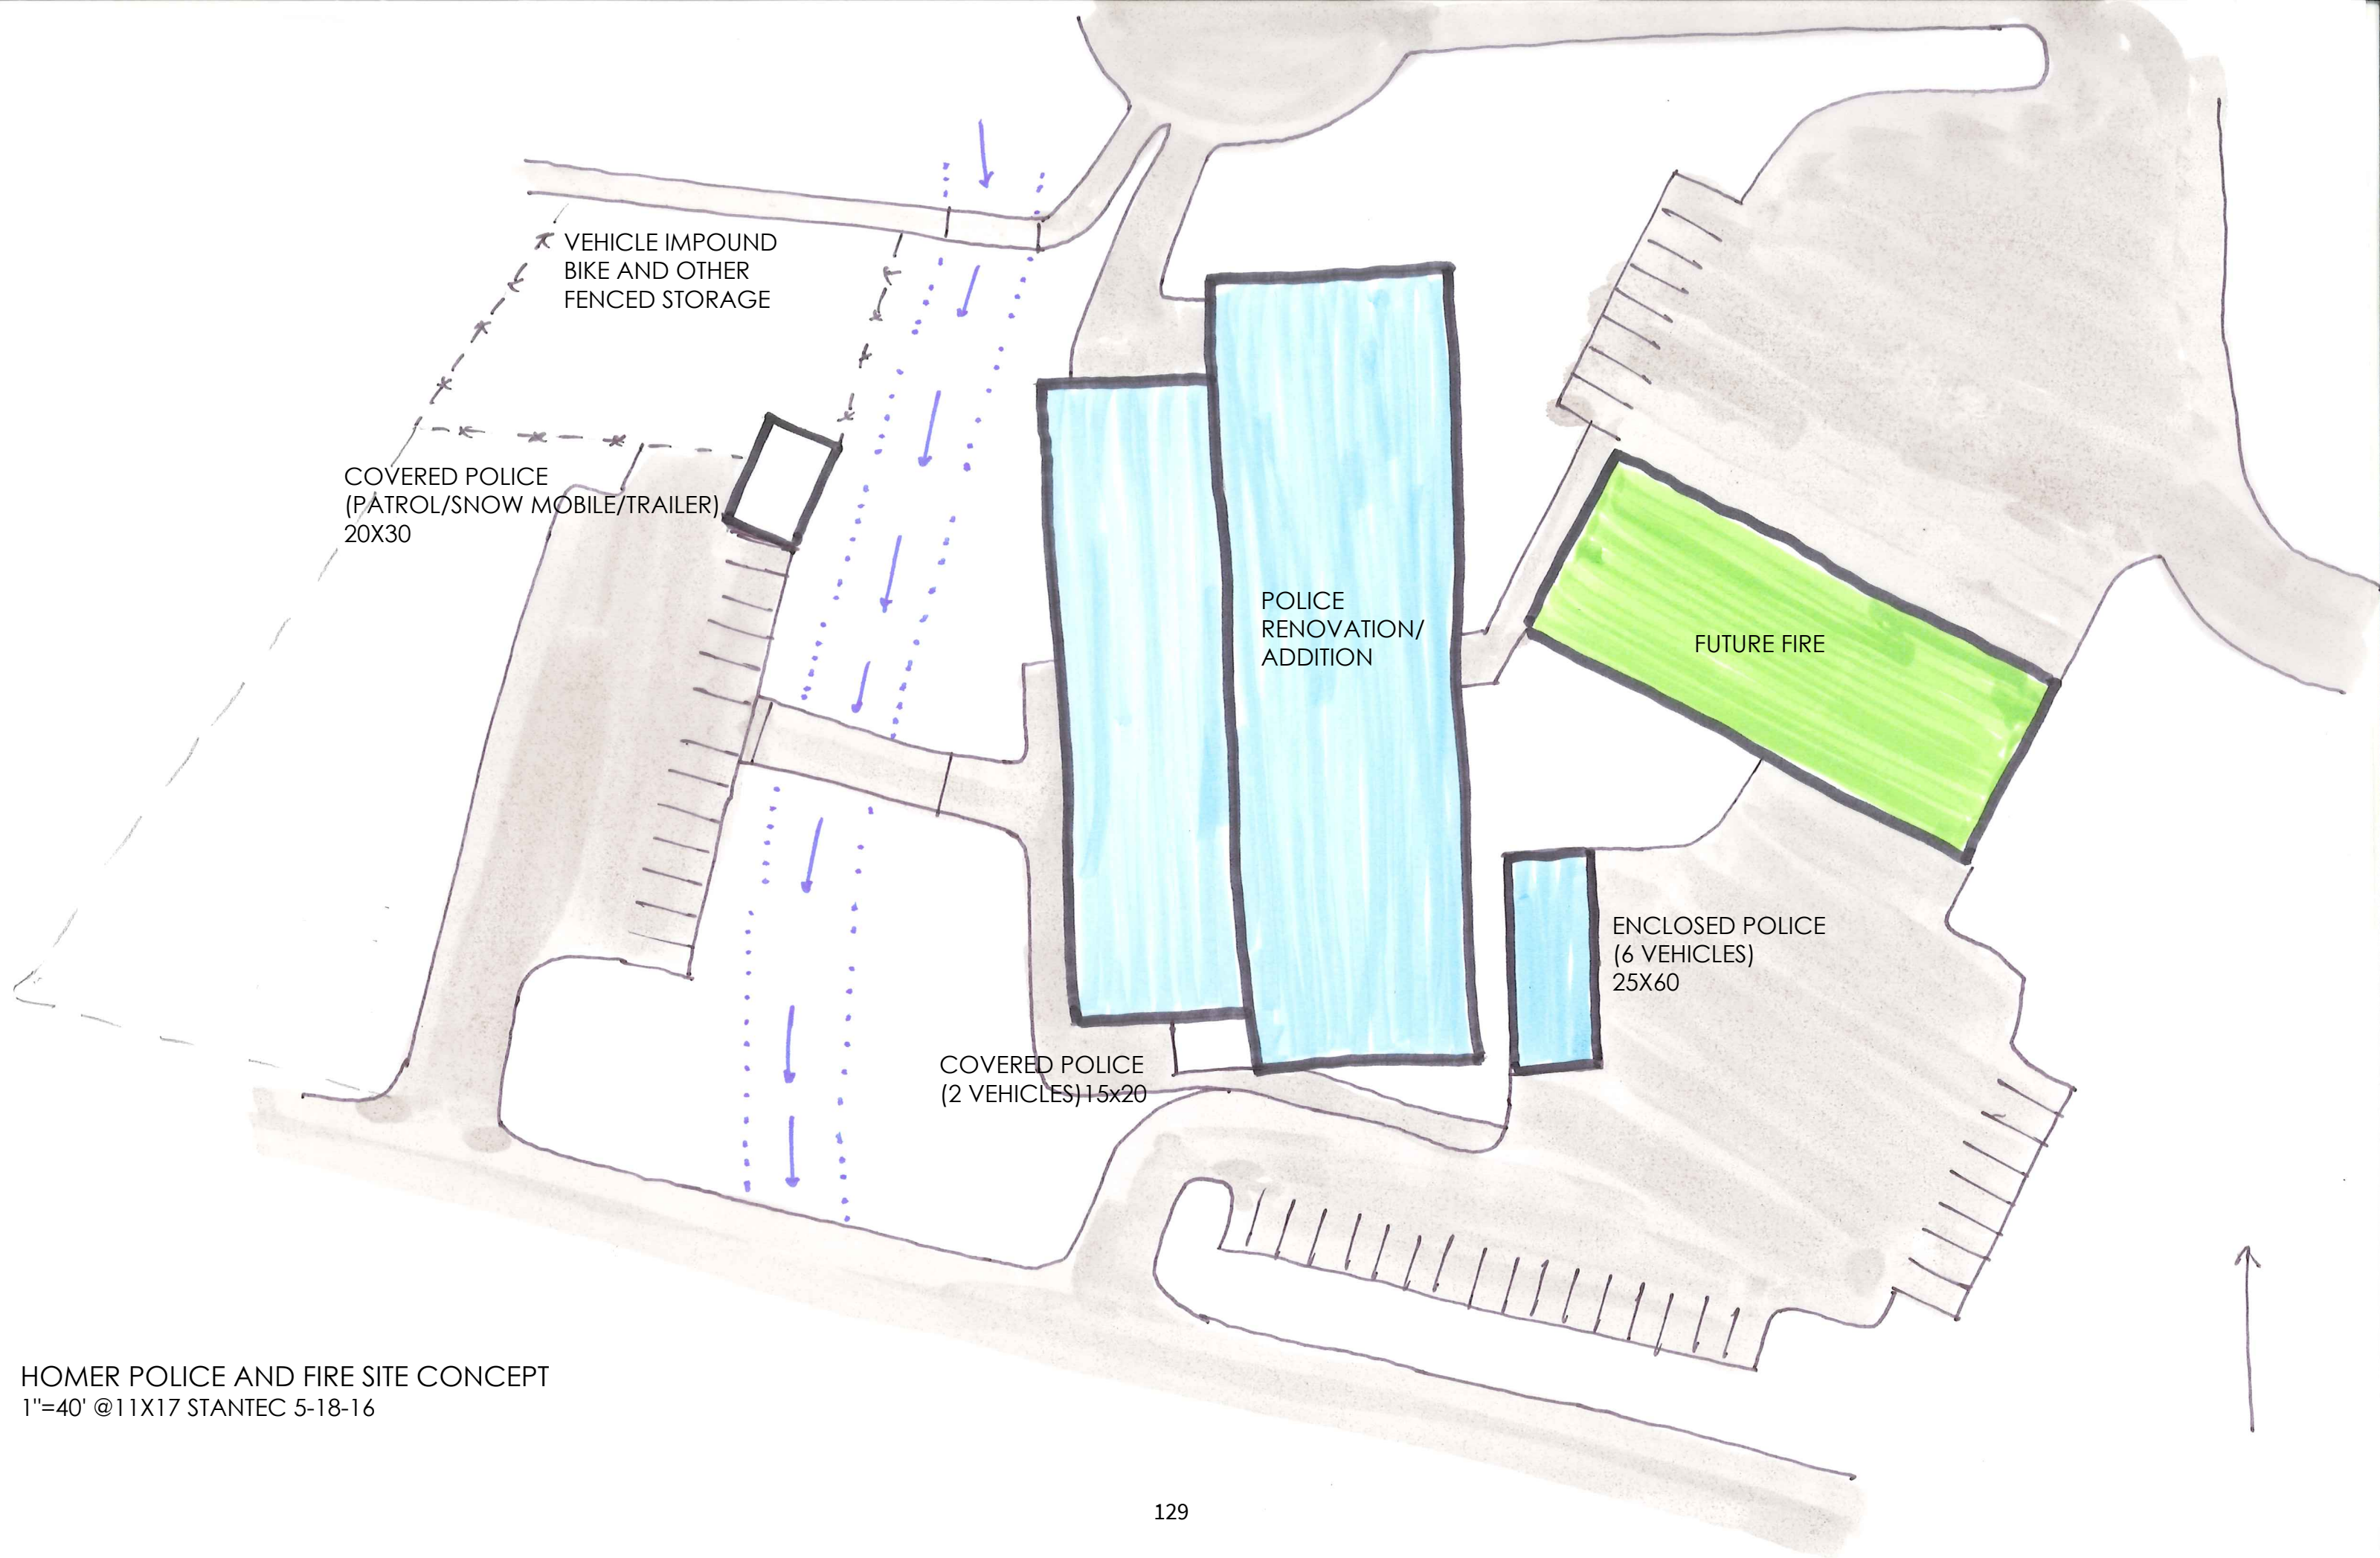 VEHICLE IMPOUND
BIKE AND OTHER
FENCED STORAGE
COVERED POLICE
(PATROL/SNOW MOBILE/TRAILER)
20X30
POLICE
RENOVATION/
ADDITION
FUTURE FIRE
ENCLOSED POLICE
(6 VEHICLES)
25X60
COVERED POLICE
(2 VEHICLES)15x20
HOMER POLICE AND FIRE SITE CONCEPT
1"=40' @11X17 STANTEC 5-18-16
129